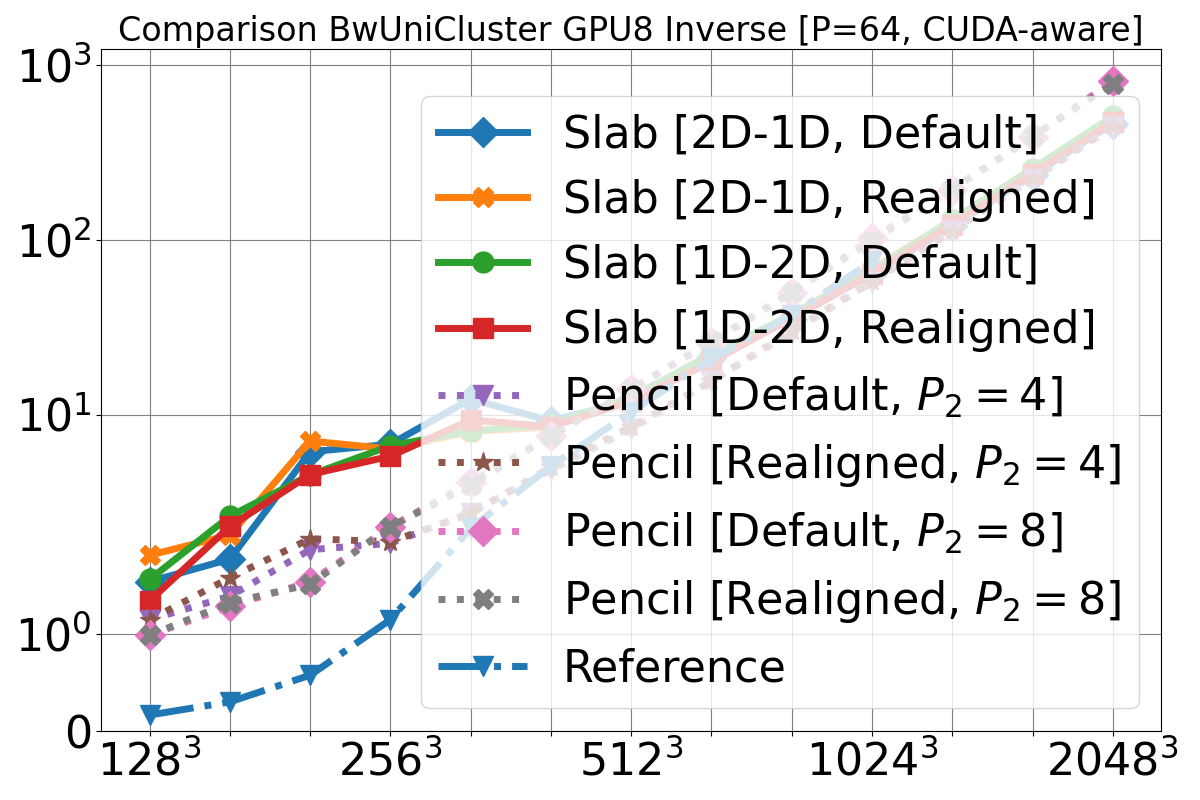 Comparison BwUniCluster GPU8 Inverse [P=64, CUDA-aware]
10³
10²
10¹
10⁰
0
Slab [2D-1D, Default]
Slab [2D-1D, Realigned]
Slab [1D-2D, Default]
Slab [1D-2D, Realigned]
Pencil [Default, P₂ = 4]
Pencil [Realigned, P₂ = 4]
Pencil [Default, P₂ = 8]
Pencil [Realigned, P₂ = 8]
Reference
128³ 256³ 512³ 1024³ 2048³